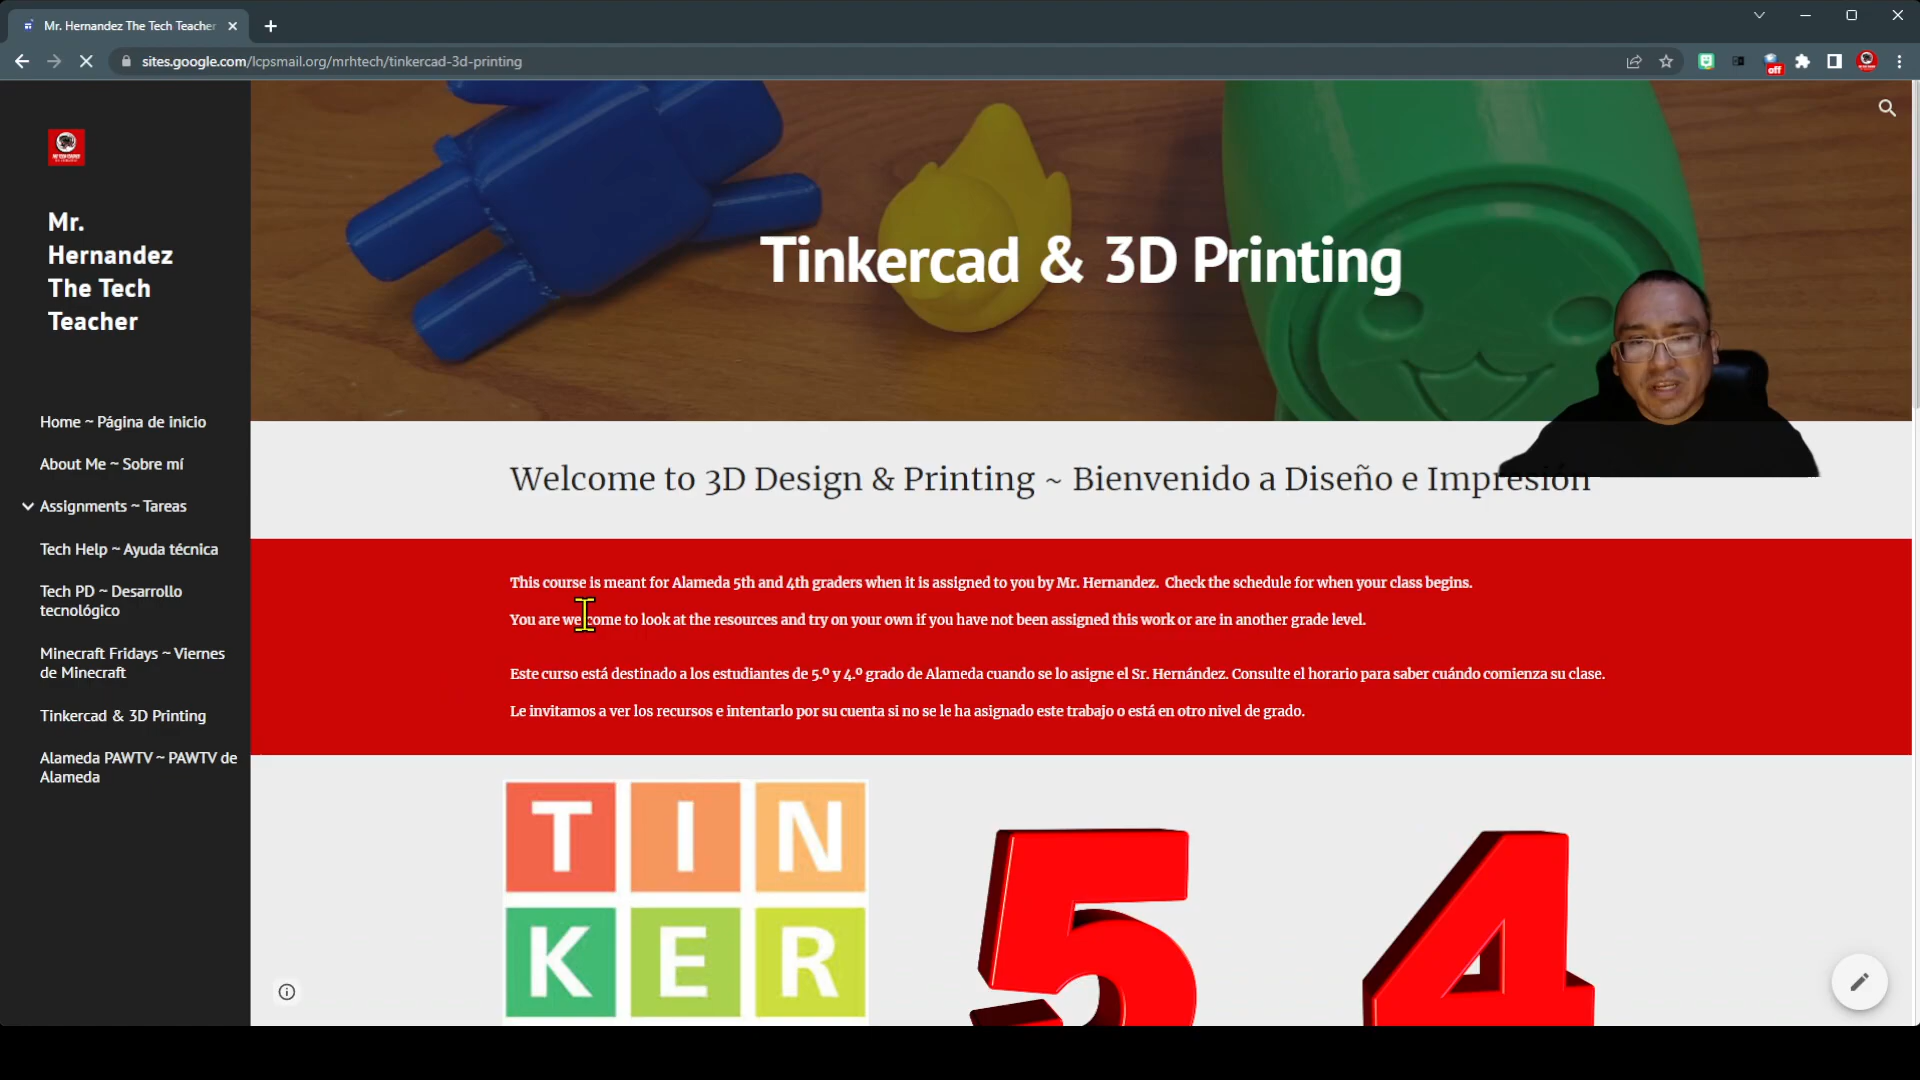 Mr. Hernandez The Tech Teacher
sites.google.com/lcpsmail.org/mrhtech/tinkercad-3d-printing
off
Mr.
Hernandez
The Tech
Teacher
Home ~ Página de inicio
About Me ~ Sobre mí
Assignments ~ Tareas
Tech Help ~ Ayuda técnica
Tech PD ~ Desarrollo
tecnológico
Minecraft Fridays ~ Viernes
de Minecraft
Tinkercad & 3D Printing
Alameda PAWTV ~ PAWTV de
Alameda
Tinkercad & 3D Printing
Welcome to 3D Design & Printing ~ Bienvenido a Diseño e Impresión
This course is meant for Alameda 5th and 4th graders when it is assigned to you by Mr. Hernandez. Check the schedule for when your class begins.
You are welcome to look at the resources and try on your own if you have not been assigned this work or are in another grade level.
Este curso está destinado a los estudiantes de 5.º y 4.º grado de Alameda cuando se lo asigne el Sr. Hernández. Consulte el horario para saber cuándo comienza su clase.
Le invitamos a ver los recursos e intentarlo por su cuenta si no se le ha asignado este trabajo o está en otro nivel de grado.
TIN
KER
5
4